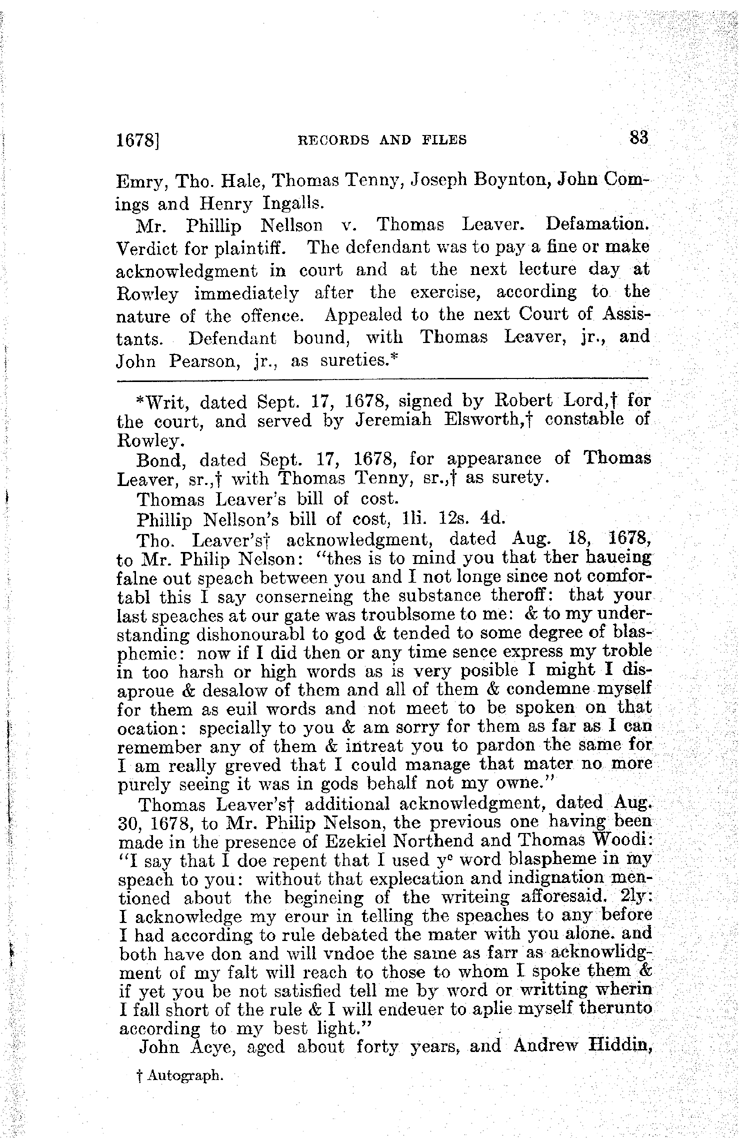 1678] RECORDS AND FILES 83
Emry, Tho. Hale, Thomas Tenny, Joseph Boynton, John Com-
ings and Henry Ingalls.
Mr. Phillip Nellson v. Thomas Leaver. Defamation.
Verdict for plaintiff. The defendant was to pay a fine or make
acknowledgment in court and at the next lecture day at
Rowley immediately after the exercise, according to the
nature of the offence. Appealed to the next Court of Assis-
tants. Defendant bound, with Thomas Leaver, jr., and
John Pearson, jr., as sureties.*
*Writ, dated Sept. 17, 1678, signed by Robert Lord,† for
the court, and served by Jeremiah Elsworth,† constable of
Rowley.
Bond, dated Sept. 17, 1678, for appearance of Thomas
Leaver, sr.,† with Thomas Tenny, sr.,† as surety.
Thomas Leaver's bill of cost.
Phillip Nellson's bill of cost, 1li. 12s. 4d.
Tho. Leaver's† acknowledgment, dated Aug. 18, 1678,
to Mr. Philip Nelson: "thes is to mind you that ther haueing
falne out speach between you and I not longe since not comfor-
tabl this I say conserneing the substance theroff: that your
last speaches at our gate was troublsome to me: & to my under-
standing dishonourabl to god & tended to some degree of blas-
phemie: now if I did then or any time sence express my troble
in too harsh or high words as is very posible I might I dis-
aproue & desalow of them and all of them & condemne myself
for them as euil words and not meet to be spoken on that
ocation: specially to you & am sorry for them as far as I can
remember any of them & intreat you to pardon the same for
I am really greved that I could manage that mater no more
purely seeing it was in gods behalf not my owne."
Thomas Leaver's† additional acknowledgment, dated Aug.
30, 1678, to Mr. Philip Nelson, the previous one having been
made in the presence of Ezekiel Northend and Thomas Woodi:
"I say that I doe repent that I used yᵉ word blaspheme in my
speach to you: without that explecation and indignation men-
tioned about the begineing of the writeing afforesaid. 2ly:
I acknowledge my erour in telling the speaches to any before
I had according to rule debated the mater with you alone. and
both have don and will vndoe the same as farr as acknowlidg-
ment of my falt will reach to those to whom I spoke them &
if yet you be not satisfied tell me by word or writting wherin
I fall short of the rule & I will endeuer to aplie myself therunto
according to my best light."
John Acye, aged about forty years, and Andrew Hiddin,
† Autograph.